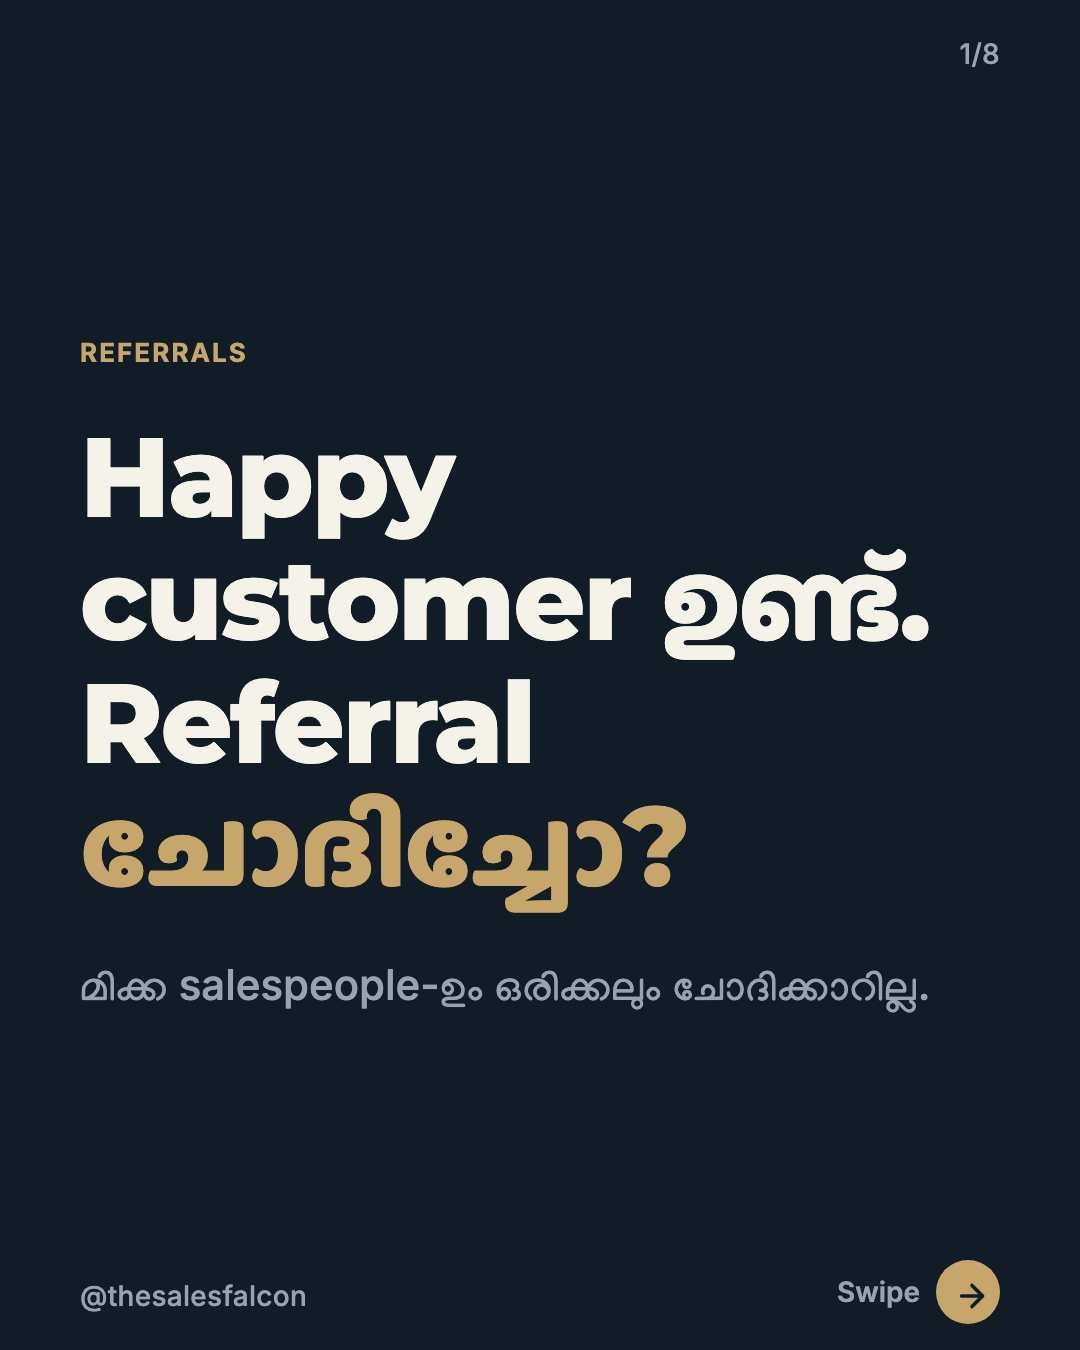 1/8
REFERRALS
Happy
customer ഉണ്ട്.
Referral
ചോദിച്ചോ?
മിക്ക salespeople-ഉം ഒരിക്കലും ചോദിക്കാറില്ല.
@thesalesfalcon
Swipe